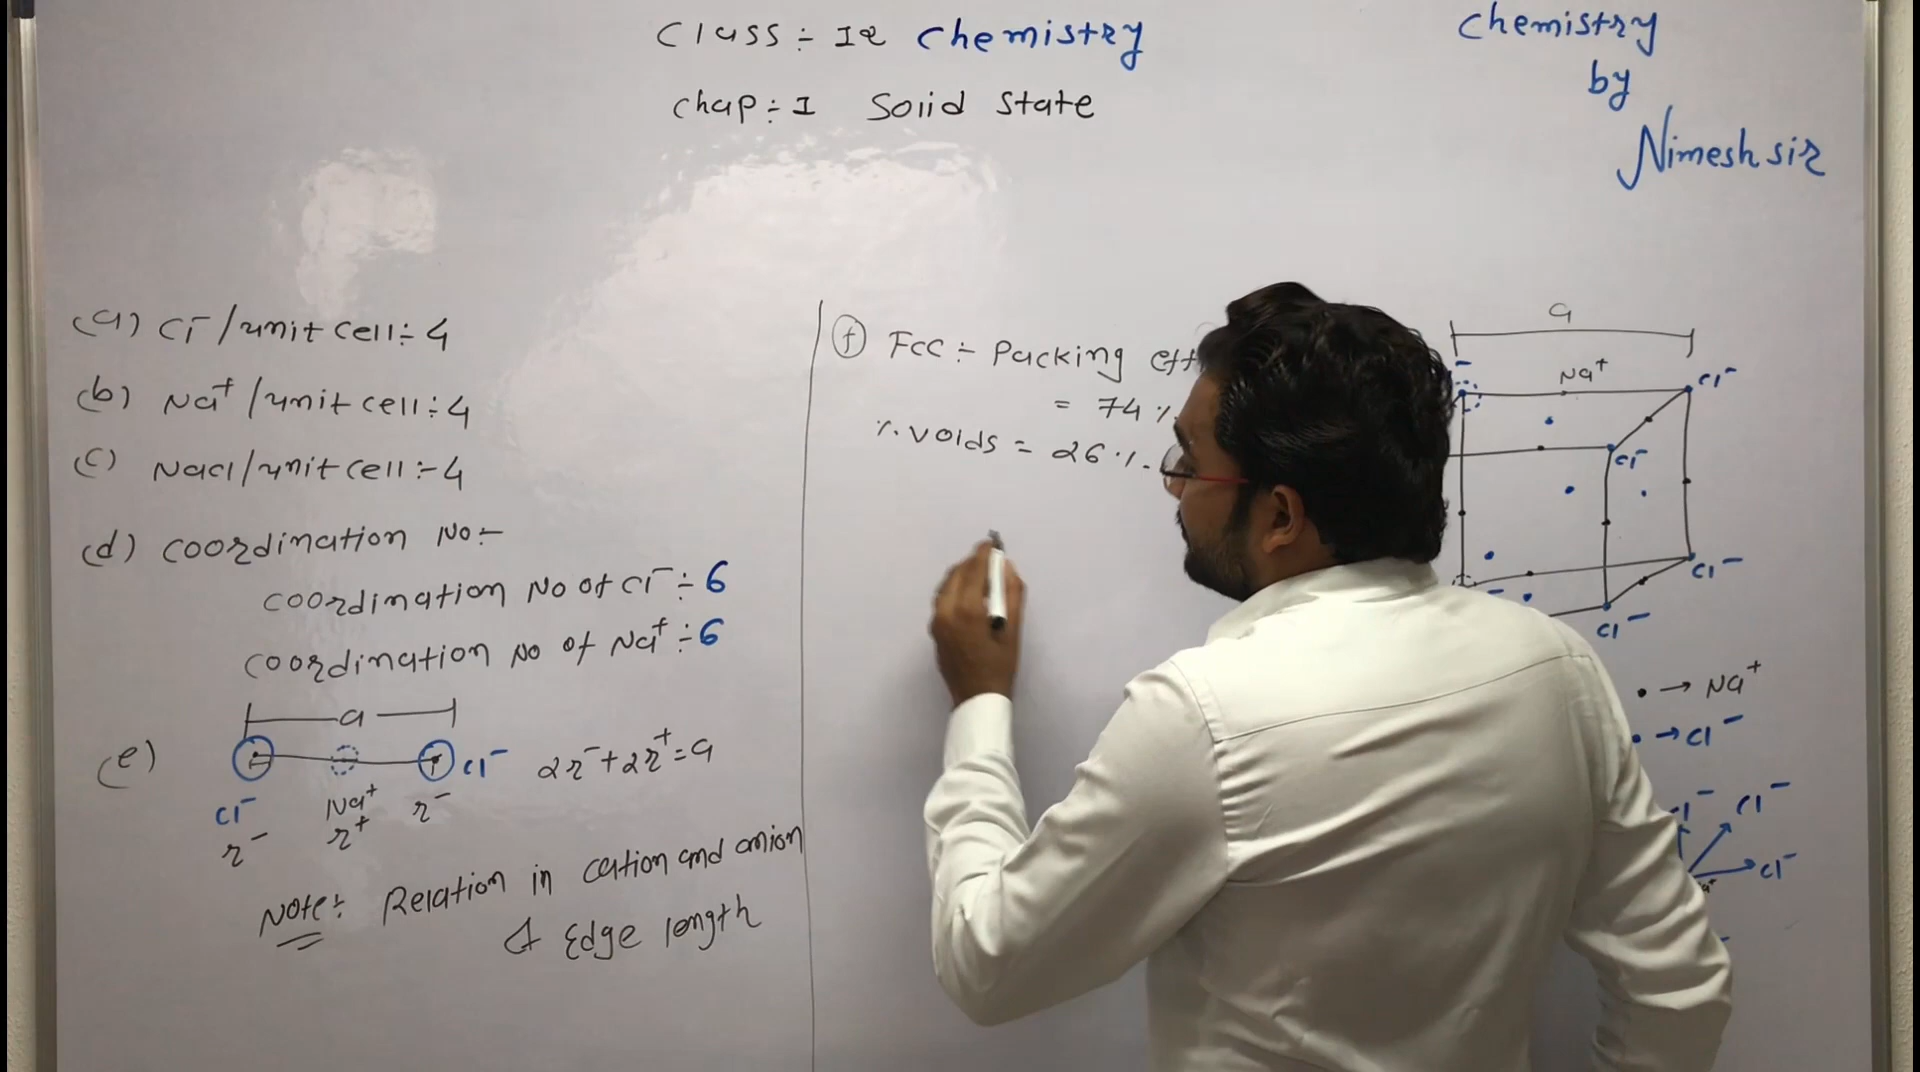 Class :- 12 Chemistry
Chap :- 1 Solid State
Chemistry
by
Nimesh sir
(a) Cl⁻/unit cell :- 4
(b) Na⁺/unit cell :- 4
(c) NaCl/unit cell :- 4
(d) Coordination No :-
Coordination No of Cl⁻ :- 6
Coordination No of Na⁺ :- 6
a
(e)
Cl⁻ 2r⁻ + 2r⁺ = a
Cl⁻ Na⁺ r⁻
r⁻ r⁺
Note :- Relation in cation and anion
& Edge length
(f) FCC :- Packing eff
= 74 %
% voids = 26 %
a
Na⁺ Cl⁻
Cl⁻
Cl⁻
Cl⁻
• → Na⁺
• → Cl⁻
Cl⁻
Cl⁻